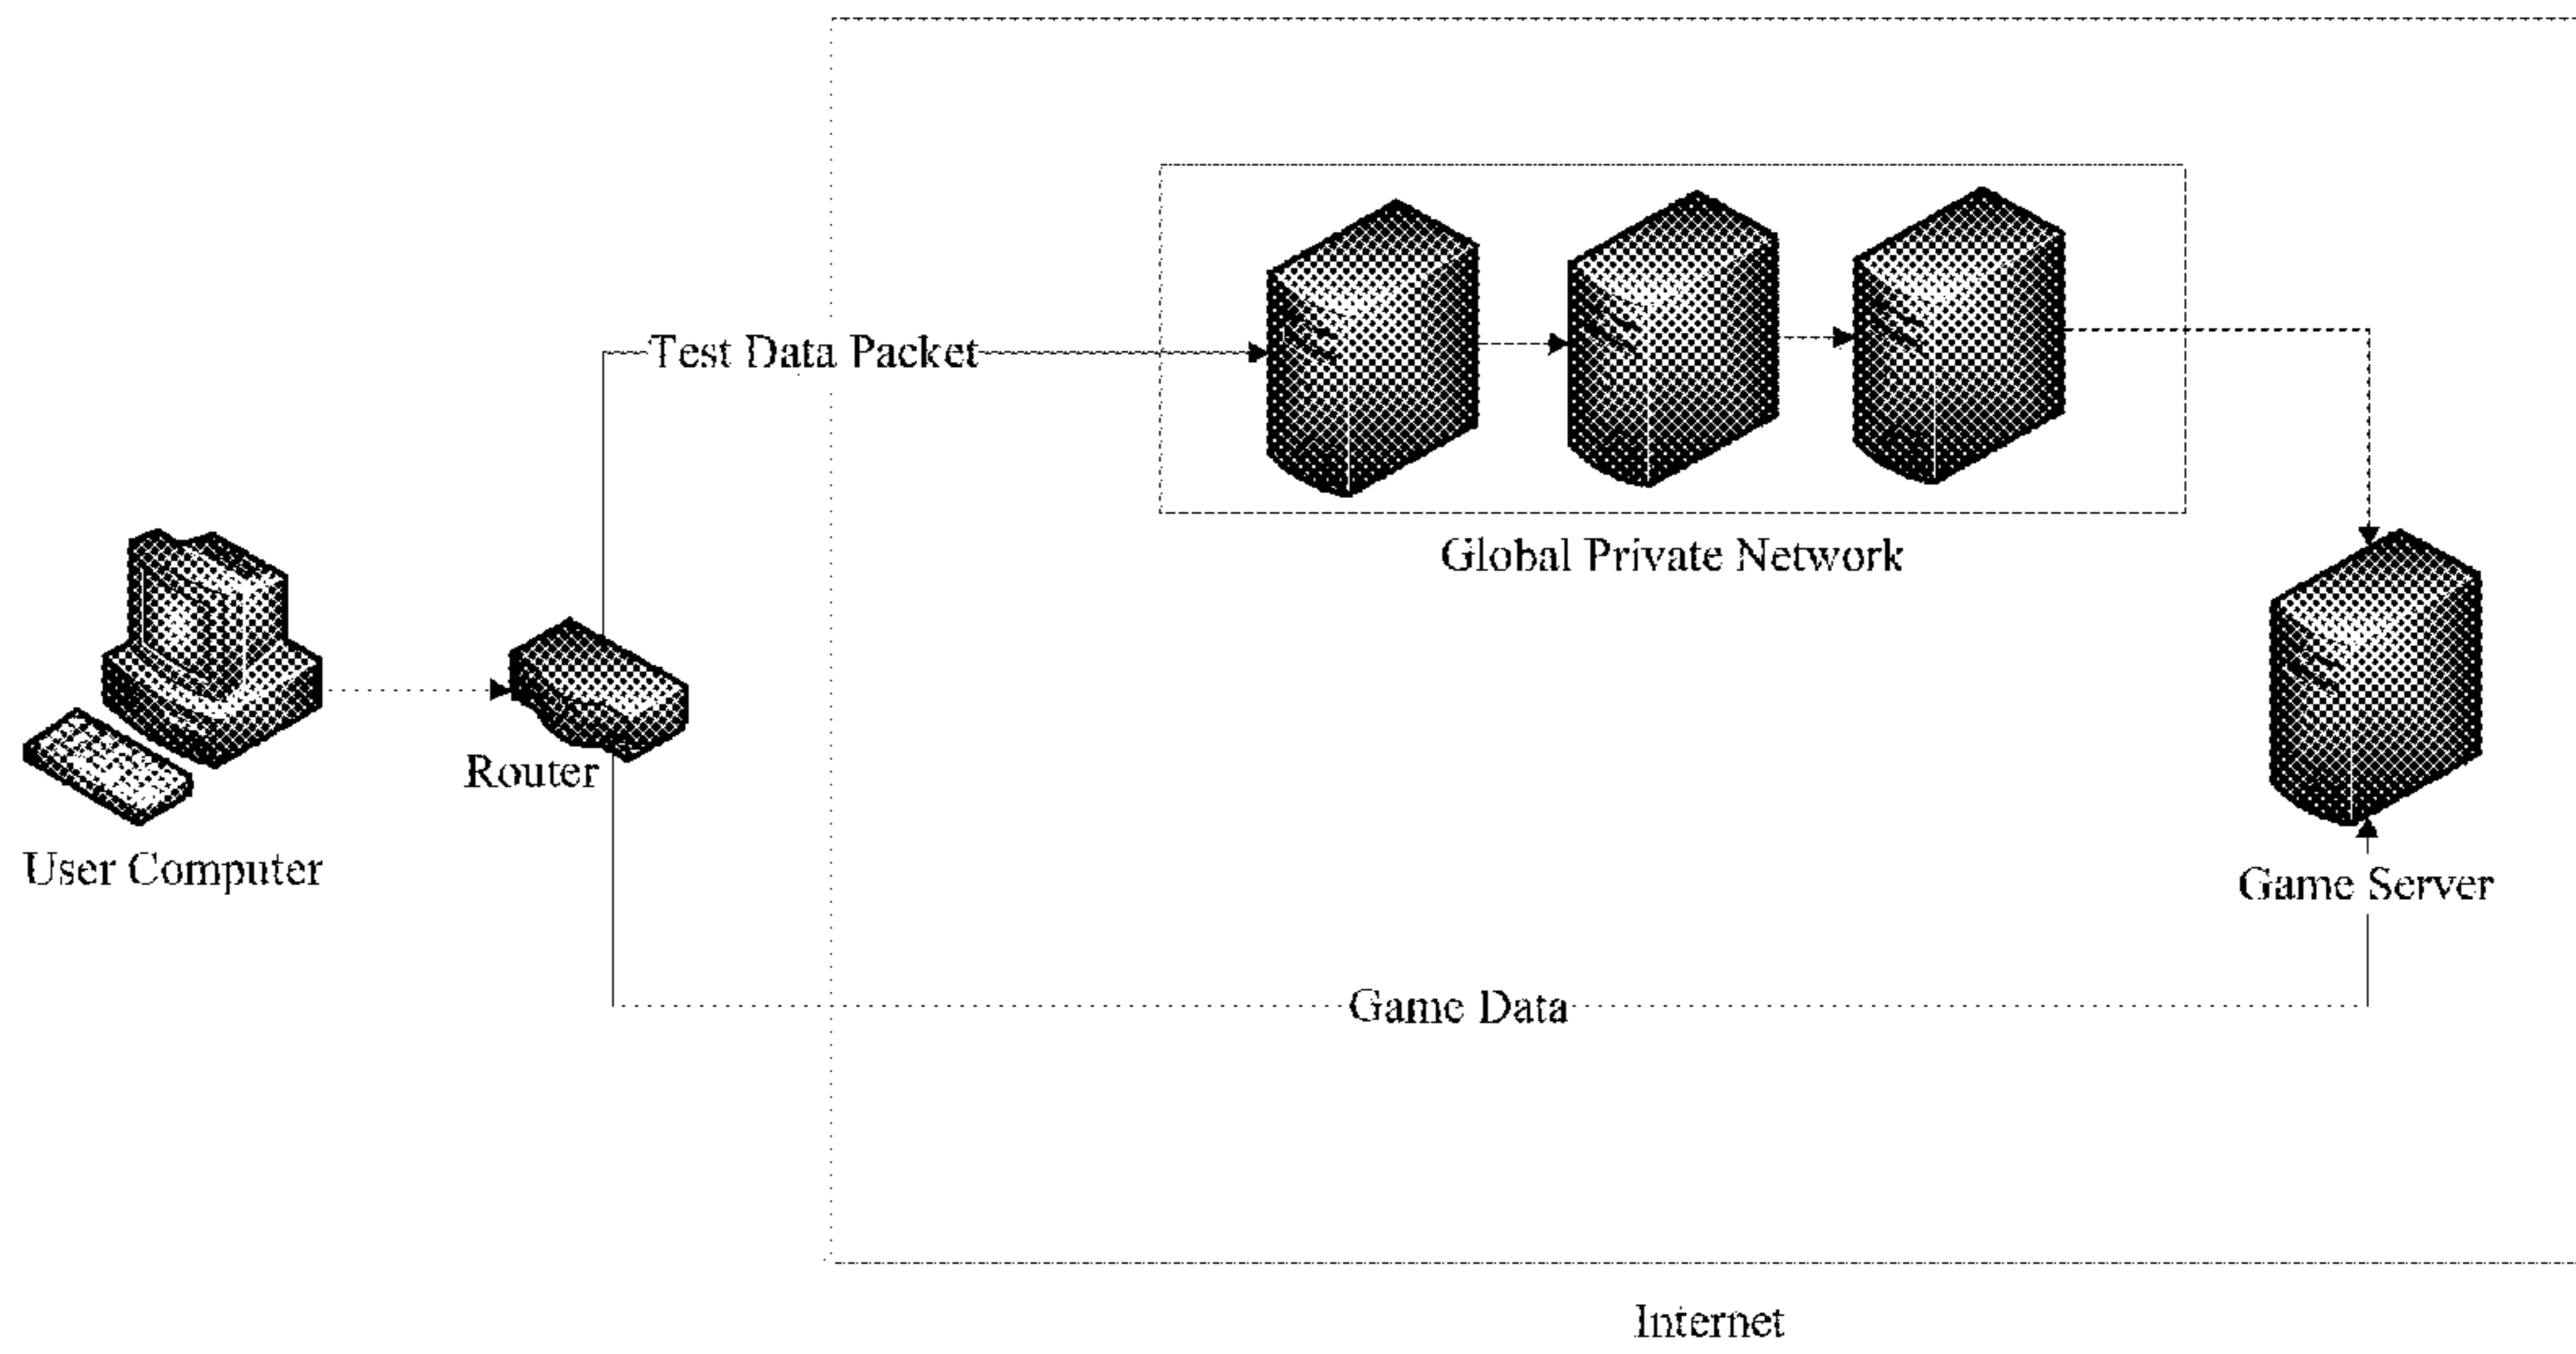 Test Data Packet
Global Private Network
Router
User Computer
Game Server
Game Data
Internet